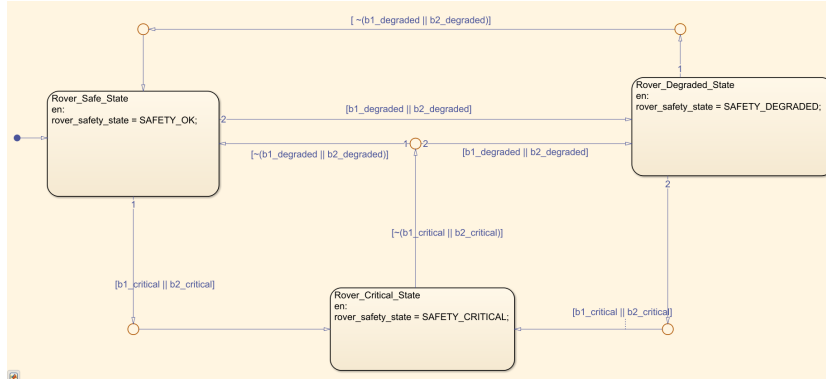 [ ~(b1_degraded || b2_degraded)]
1
Rover_Safe_State
en:
rover_safety_state = SAFETY_OK;
Rover_Degraded_State
en:
rover_safety_state = SAFETY_DEGRADED;
[b1_degraded || b2_degraded]
2
1
2
[~(b1_degraded || b2_degraded)]
[b1_degraded || b2_degraded]
2
1
[~(b1_critical || b2_critical)]
[b1_critical || b2_critical]
Rover_Critical_State
en:
rover_safety_state = SAFETY_CRITICAL;
[b1_critical || b2_critical]